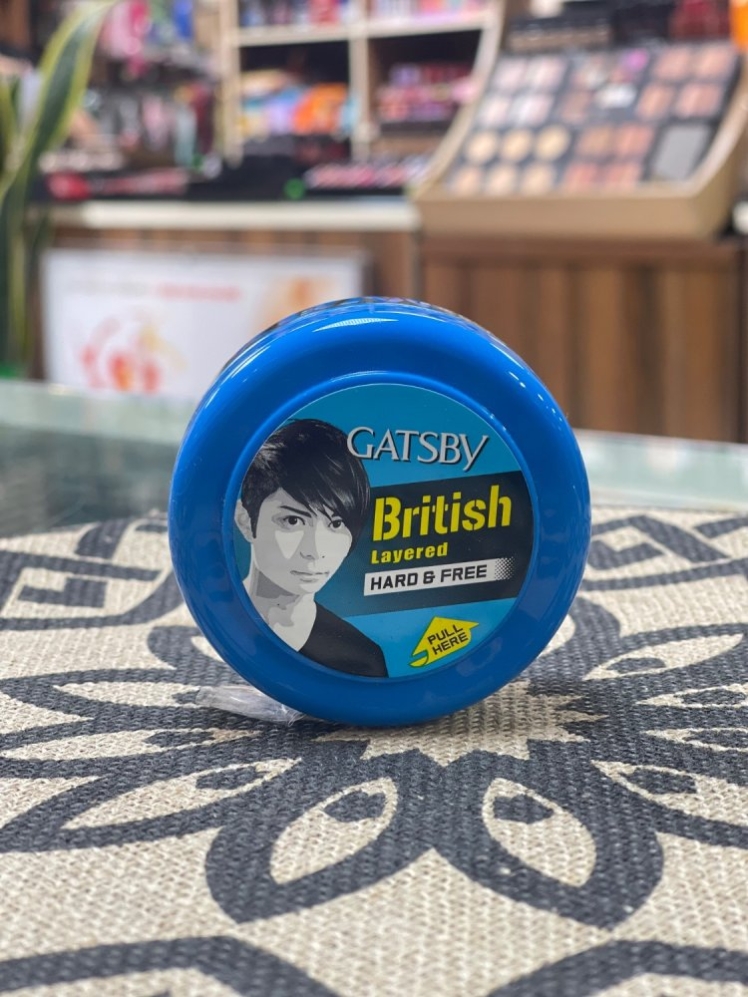 GATSBY
British
Layered
HARD & FREE
PULL
HERE